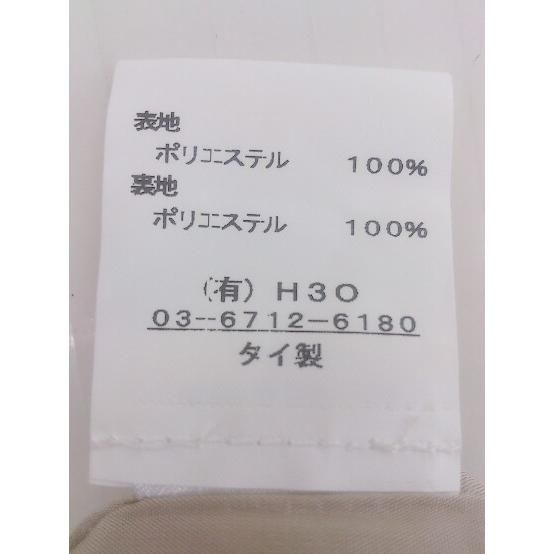 表地
ポリエステル 100%
裏地
ポリエステル 100%
(有) H3O
03-6712-6180
タイ製